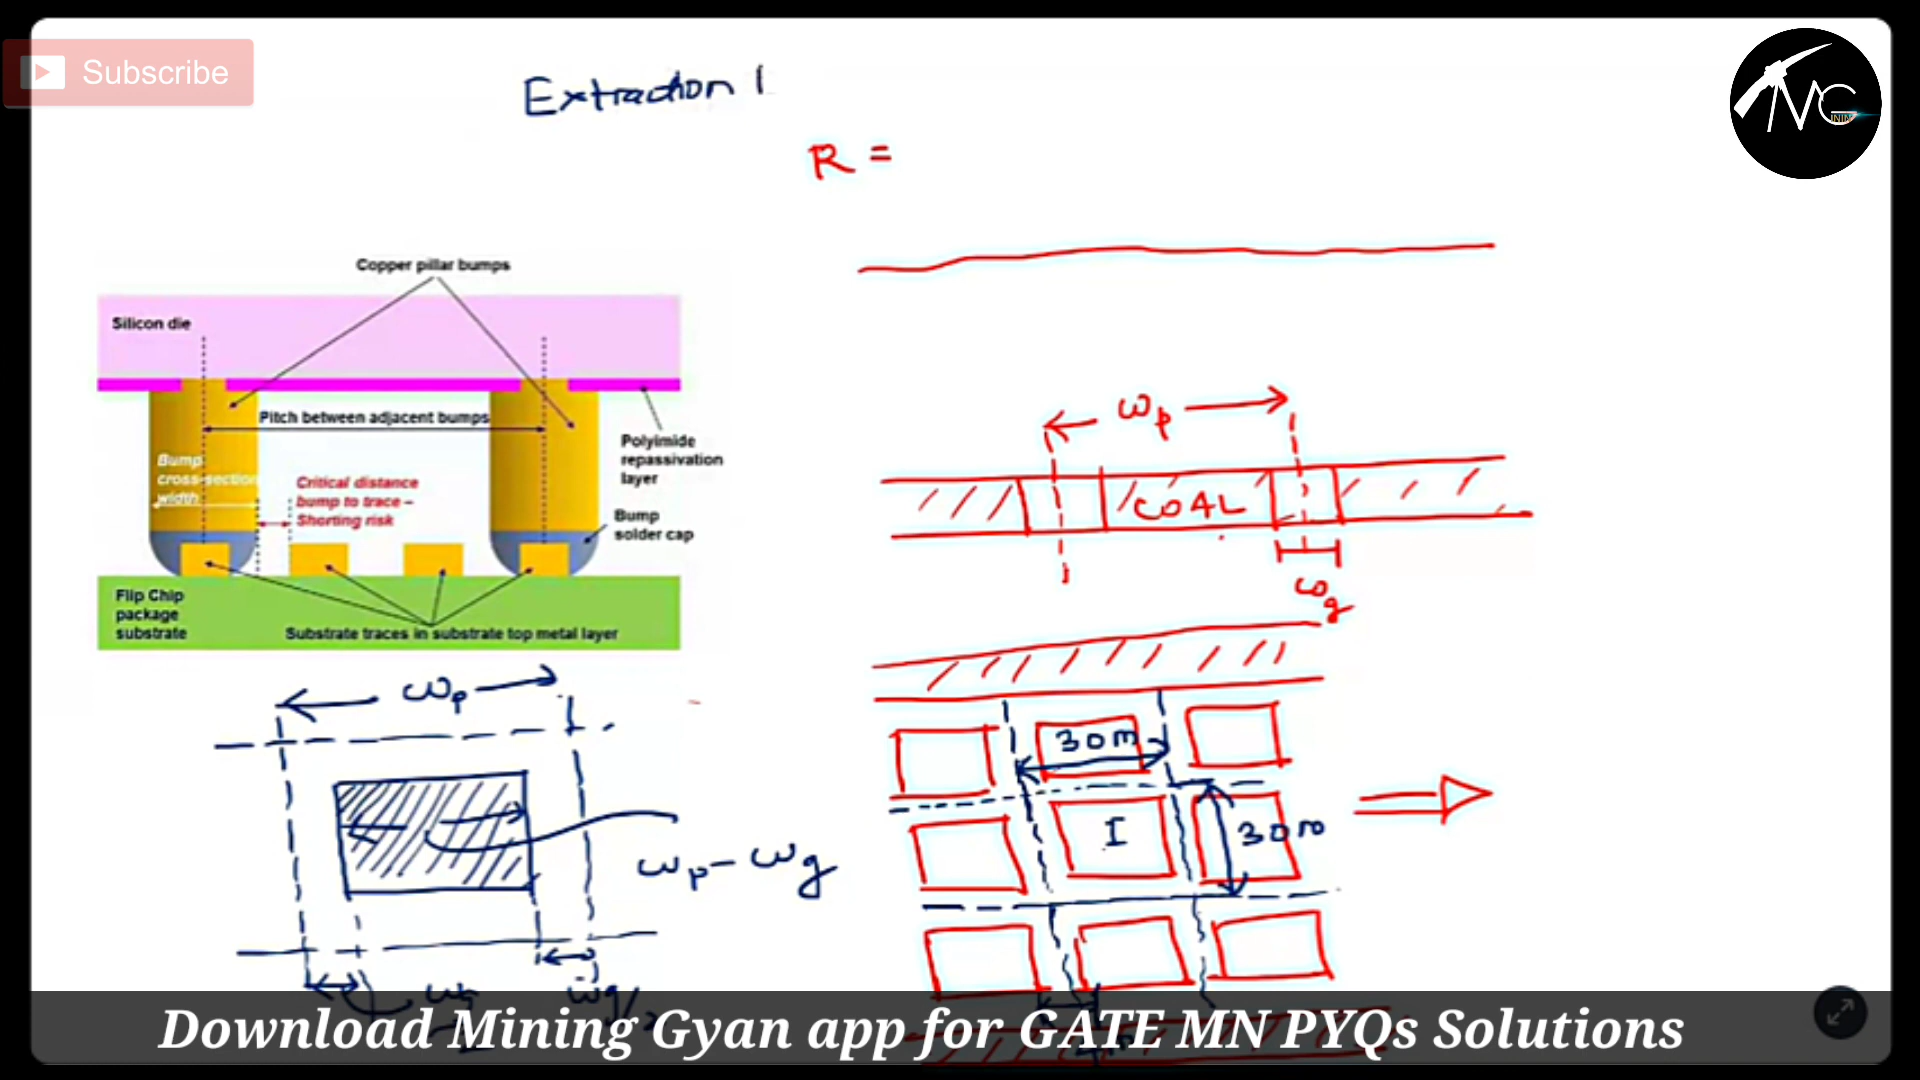 Subscribe
Extraction
R =
MG
Copper pillar bumps
Silicon die
Pitch between adjacent bumps
Polyimide
repassivation
layer
Bump
cross-section
width
Critical distance
bump to trace –
Shorting risk
Bump
solder cap
Flip Chip
package
substrate
Substrate traces in substrate top metal layer
ωp
COAL
ωg
ωp
ωp - ωg
30m
I
30m
Download Mining Gyan app for GATE MN PYQs Solutions